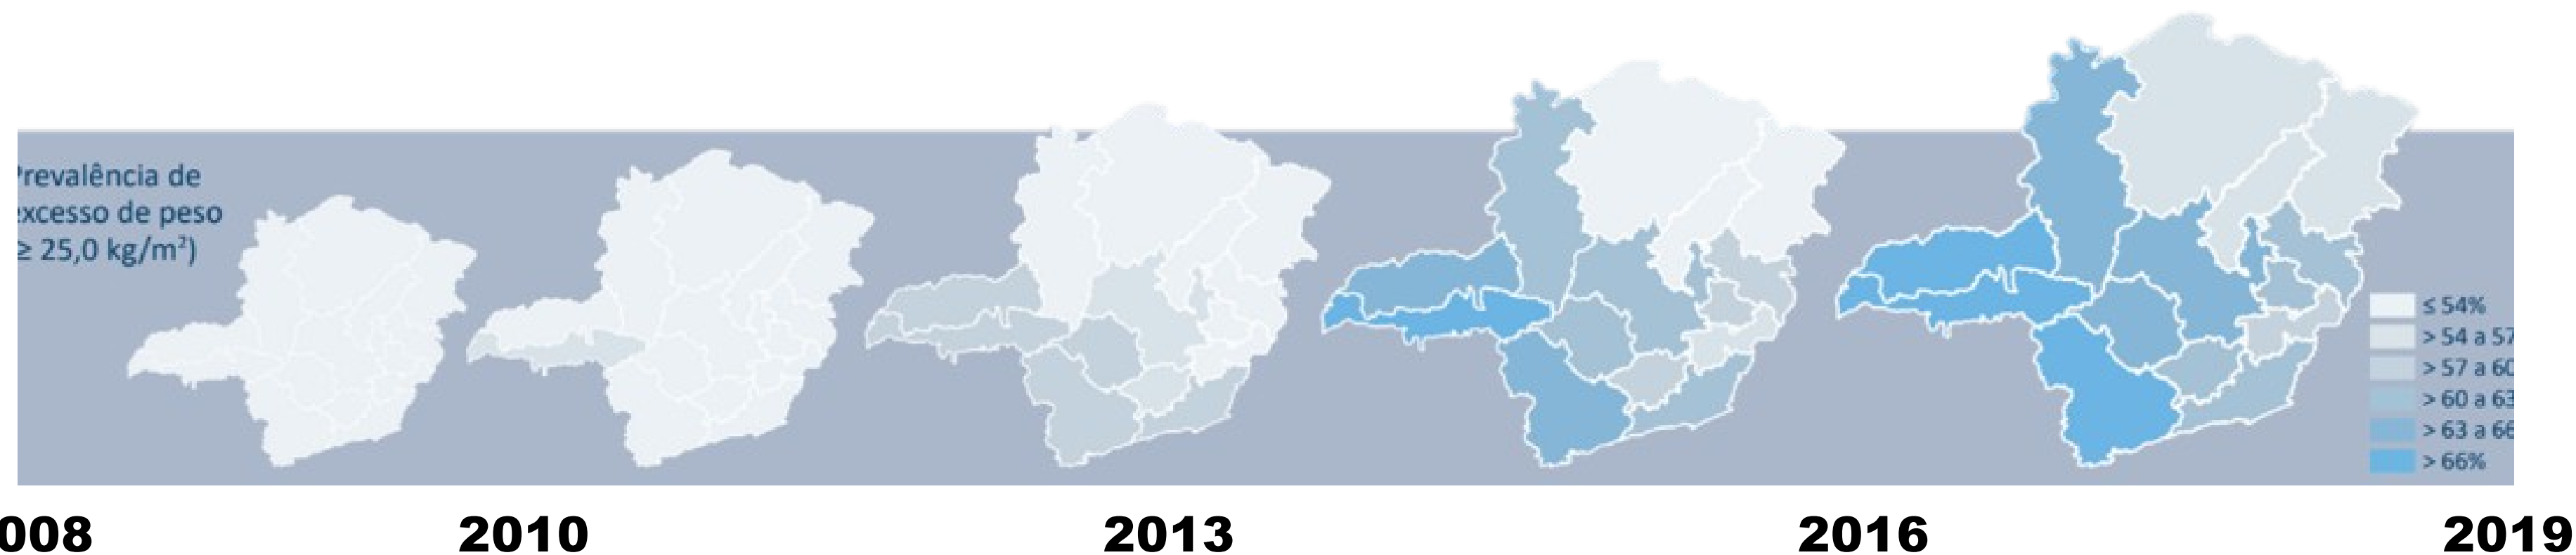 Prevalência de
excesso de peso
≥ 25,0 kg/m²)
≤ 54%
> 54 a 57
> 57 a 60
> 60 a 63
> 63 a 66
> 66%
008 2010 2013 2016 2019